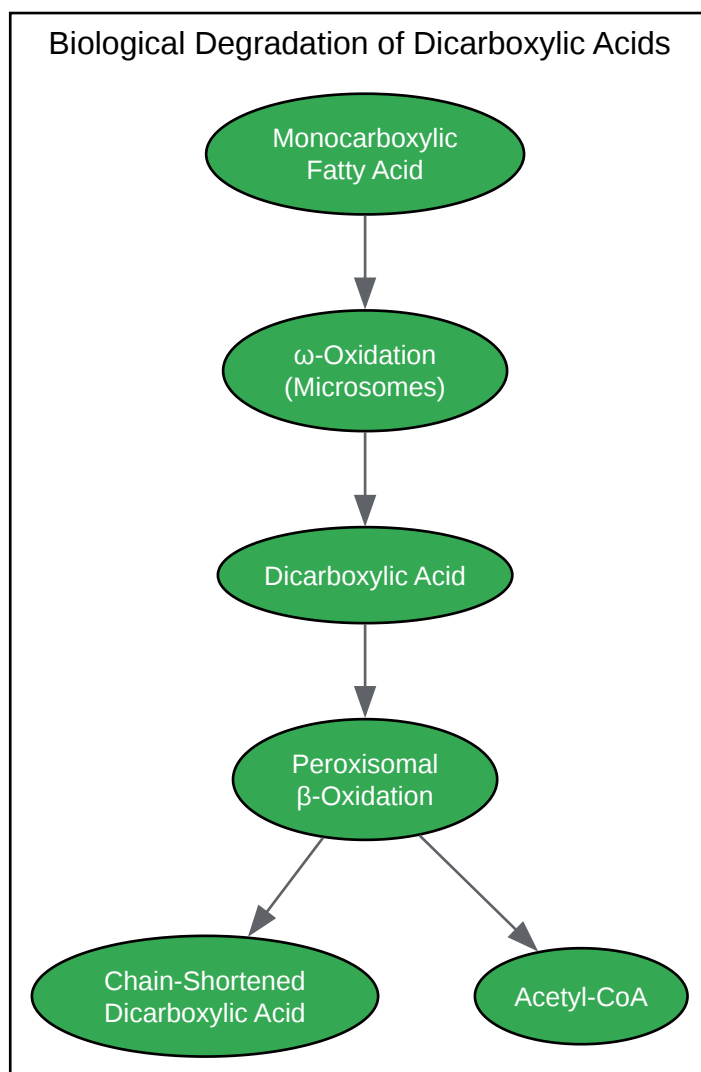 Biological Degradation of Dicarboxylic Acids
Monocarboxylic
Fatty Acid
ω-Oxidation
(Microsomes)
Dicarboxylic Acid
Peroxisomal
β-Oxidation
Chain-Shortened
Dicarboxylic Acid
Acetyl-CoA